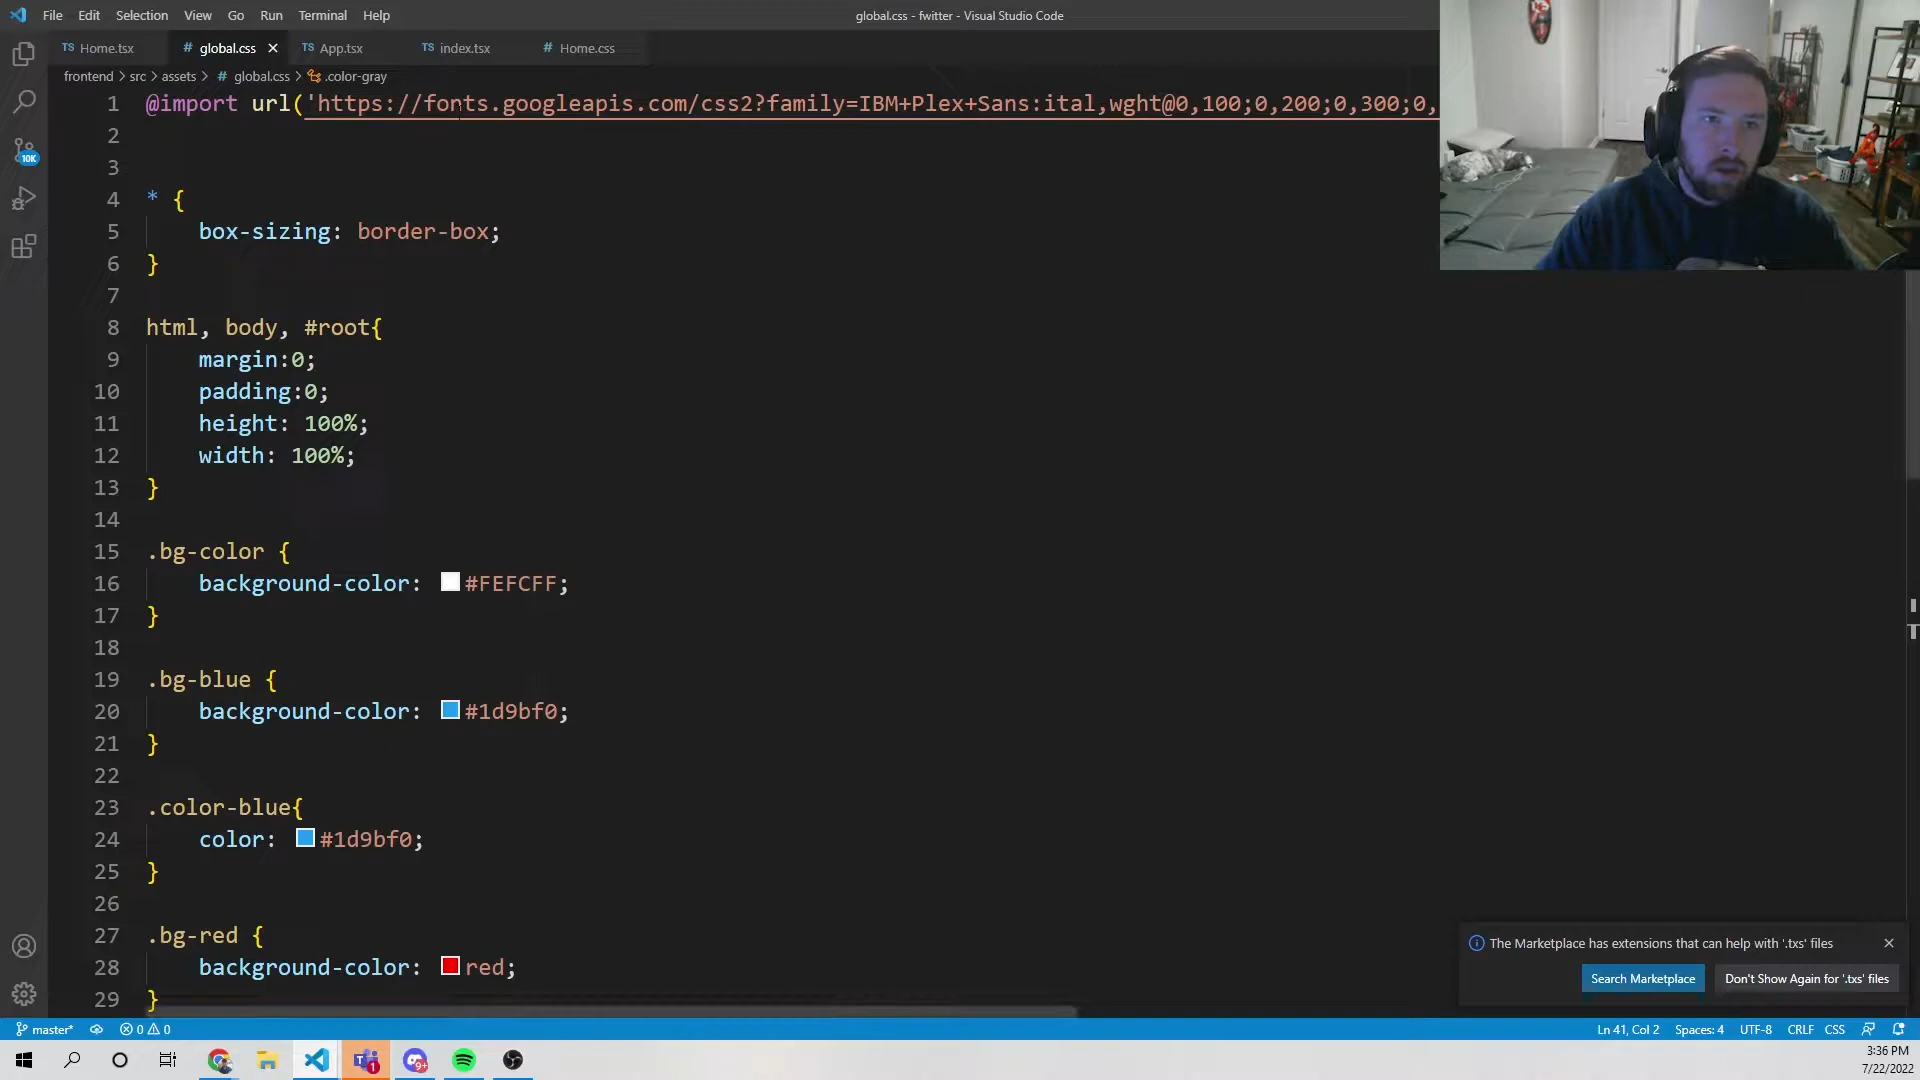 File Edit Selection View Go Run Terminal Help
global.css - fwitter - Visual Studio Code
TS Home.tsx
# global.css ×
TS App.tsx
TS index.tsx
# Home.css
frontend > src > assets > # global.css > .color-gray
1 @import url('https://fonts.googleapis.com/css2?family=IBM+Plex+Sans:ital,wght@0,100;0,200;0,300;0,
2
3
4 * {
5 box-sizing: border-box;
6 }
7
8 html, body, #root{
9 margin:0;
10 padding:0;
11 height: 100%;
12 width: 100%;
13 }
14
15 .bg-color {
16 background-color: #FEFCFF;
17 }
18
19 .bg-blue {
20 background-color: #1d9bf0;
21 }
22
23 .color-blue{
24 color: #1d9bf0;
25 }
26
27 .bg-red {
28 background-color: red;
29 }
10K
The Marketplace has extensions that can help with '.txs' files
Search Marketplace
Don't Show Again for '.txs' files
master* 0 0
Ln 41, Col 2 Spaces: 4 UTF-8 CRLF CSS
T 1
9+
3:36 PM
7/22/2022